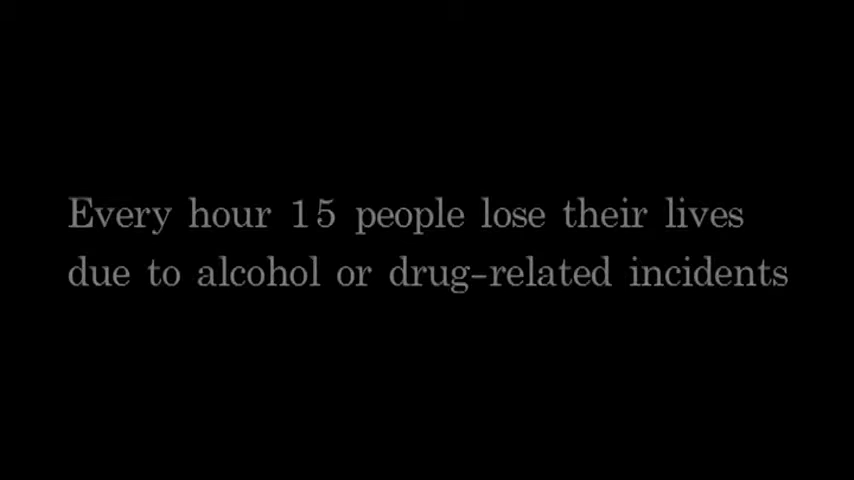 Every hour 15 people lose their lives
due to alcohol or drug-related incidents